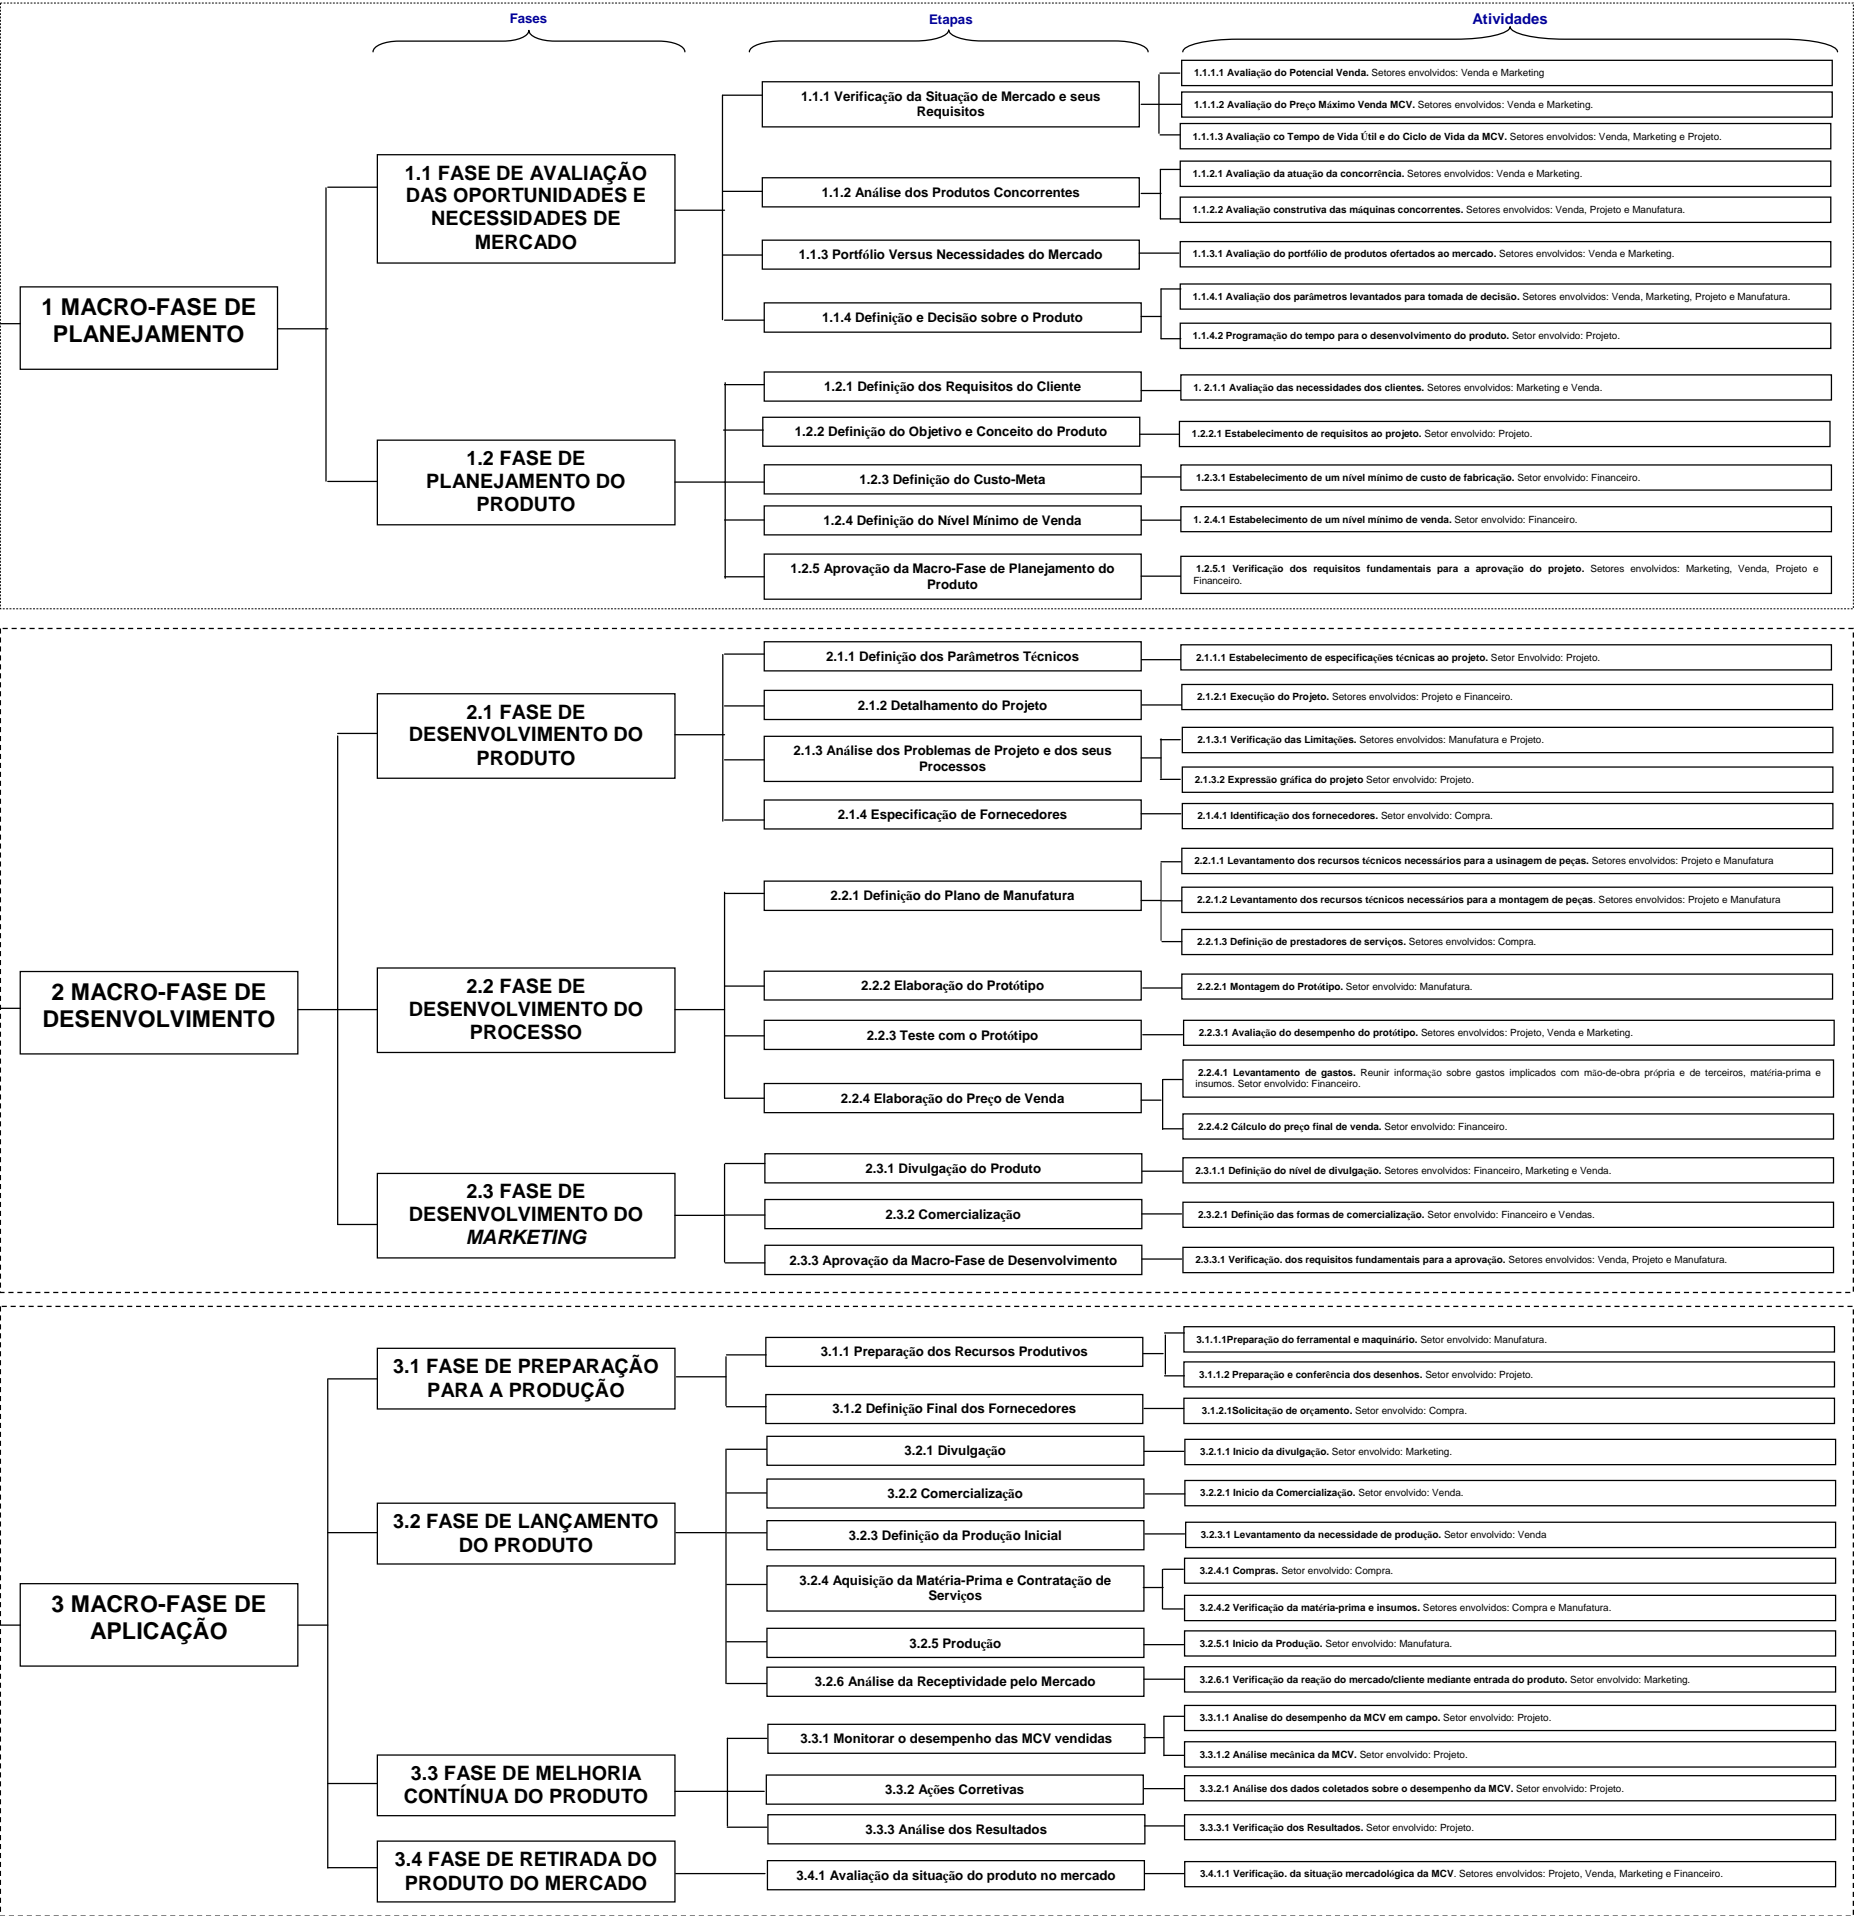 Fases
Etapas
Atividades
1 MACRO-FASE DE
PLANEJAMENTO
1.1 FASE DE AVALIAÇÃO
DAS OPORTUNIDADES E
NECESSIDADES DE
MERCADO
1.1.1 Verificação da Situação de Mercado e seus
Requisitos
1.1.1.1 Avaliação do Potencial Venda. Setores envolvidos: Venda e Marketing
1.1.1.2 Avaliação do Preço Máximo Venda MCV. Setores envolvidos: Venda e Marketing.
1.1.1.3 Avaliação co Tempo de Vida Útil e do Ciclo de Vida da MCV. Setores envolvidos: Venda, Marketing e Projeto.
1.1.2 Análise dos Produtos Concorrentes
1.1.2.1 Avaliação da atuação da concorrência. Setores envolvidos: Venda e Marketing.
1.1.2.2 Avaliação construtiva das máquinas concorrentes. Setores envolvidos: Venda, Projeto e Manufatura.
1.1.3 Portfólio Versus Necessidades do Mercado
1.1.3.1 Avaliação do portfólio de produtos ofertados ao mercado. Setores envolvidos: Venda e Marketing.
1.1.4 Definição e Decisão sobre o Produto
1.1.4.1 Avaliação dos parâmetros levantados para tomada de decisão. Setores envolvidos: Venda, Marketing, Projeto e Manufatura.
1.1.4.2 Programação do tempo para o desenvolvimento do produto. Setor envolvido: Projeto.
1.2 FASE DE
PLANEJAMENTO DO
PRODUTO
1.2.1 Definição dos Requisitos do Cliente
1. 2.1.1 Avaliação das necessidades dos clientes. Setores envolvidos: Marketing e Venda.
1.2.2 Definição do Objetivo e Conceito do Produto
1.2.2.1 Estabelecimento de requisitos ao projeto. Setor envolvido: Projeto.
1.2.3 Definição do Custo-Meta
1.2.3.1 Estabelecimento de um nível mínimo de custo de fabricação. Setor envolvido: Financeiro.
1.2.4 Definição do Nível Mínimo de Venda
1. 2.4.1 Estabelecimento de um nível mínimo de venda. Setor envolvido: Financeiro.
1.2.5 Aprovação da Macro-Fase de Planejamento do
Produto
1.2.5.1 Verificação dos requisitos fundamentais para a aprovação do projeto. Setores envolvidos: Marketing, Venda, Projeto e
Financeiro.
2 MACRO-FASE DE
DESENVOLVIMENTO
2.1 FASE DE
DESENVOLVIMENTO DO
PRODUTO
2.1.1 Definição dos Parâmetros Técnicos
2.1.1.1 Estabelecimento de especificações técnicas ao projeto. Setor Envolvido: Projeto.
2.1.2 Detalhamento do Projeto
2.1.2.1 Execução do Projeto. Setores envolvidos: Projeto e Financeiro.
2.1.3 Análise dos Problemas de Projeto e dos seus
Processos
2.1.3.1 Verificação das Limitações. Setores envolvidos: Manufatura e Projeto.
2.1.3.2 Expressão gráfica do projeto Setor envolvido: Projeto.
2.1.4 Especificação de Fornecedores
2.1.4.1 Identificação dos fornecedores. Setor envolvido: Compra.
2.2 FASE DE
DESENVOLVIMENTO DO
PROCESSO
2.2.1 Definição do Plano de Manufatura
2.2.1.1 Levantamento dos recursos técnicos necessários para a usinagem de peças. Setores envolvidos: Projeto e Manufatura
2.2.1.2 Levantamento dos recursos técnicos necessários para a montagem de peças. Setores envolvidos: Projeto e Manufatura
2.2.1.3 Definição de prestadores de serviços. Setores envolvidos: Compra.
2.2.2 Elaboração do Protótipo
2.2.2.1 Montagem do Protótipo. Setor envolvido: Manufatura.
2.2.3 Teste com o Protótipo
2.2.3.1 Avaliação do desempenho do protótipo. Setores envolvidos: Projeto, Venda e Marketing.
2.2.4 Elaboração do Preço de Venda
2.2.4.1 Levantamento de gastos. Reunir informação sobre gastos implicados com mão-de-obra própria e de terceiros, matéria-prima e
insumos. Setor envolvido: Financeiro.
2.2.4.2 Cálculo do preço final de venda. Setor envolvido: Financeiro.
2.3 FASE DE
DESENVOLVIMENTO DO
MARKETING
2.3.1 Divulgação do Produto
2.3.1.1 Definição do nível de divulgação. Setores envolvidos: Financeiro, Marketing e Venda.
2.3.2 Comercialização
2.3.2.1 Definição das formas de comercialização. Setor envolvido: Financeiro e Vendas.
2.3.3 Aprovação da Macro-Fase de Desenvolvimento
2.3.3.1 Verificação. dos requisitos fundamentais para a aprovação. Setores envolvidos: Venda, Projeto e Manufatura.
3 MACRO-FASE DE
APLICAÇÃO
3.1 FASE DE PREPARAÇÃO
PARA A PRODUÇÃO
3.1.1 Preparação dos Recursos Produtivos
3.1.1.1Preparação do ferramental e maquinário. Setor envolvido: Manufatura.
3.1.1.2 Preparação e conferência dos desenhos. Setor envolvido: Projeto.
3.1.2 Definição Final dos Fornecedores
3.1.2.1Solicitação de orçamento. Setor envolvido: Compra.
3.2 FASE DE LANÇAMENTO
DO PRODUTO
3.2.1 Divulgação
3.2.1.1 Inicio da divulgação. Setor envolvido: Marketing.
3.2.2 Comercialização
3.2.2.1 Inicio da Comercialização. Setor envolvido: Venda.
3.2.3 Definição da Produção Inicial
3.2.3.1 Levantamento da necessidade de produção. Setor envolvido: Venda
3.2.4 Aquisição da Matéria-Prima e Contratação de
Serviços
3.2.4.1 Compras. Setor envolvido: Compra.
3.2.4.2 Verificação da matéria-prima e insumos. Setores envolvidos: Compra e Manufatura.
3.2.5 Produção
3.2.5.1 Inicio da Produção. Setor envolvido: Manufatura.
3.2.6 Análise da Receptividade pelo Mercado
3.2.6.1 Verificação da reação do mercado/cliente mediante entrada do produto. Setor envolvido: Marketing.
3.3 FASE DE MELHORIA
CONTÍNUA DO PRODUTO
3.3.1 Monitorar o desempenho das MCV vendidas
3.3.1.1 Analise do desempenho da MCV em campo. Setor envolvido: Projeto.
3.3.1.2 Análise mecânica da MCV. Setor envolvido: Projeto.
3.3.2 Ações Corretivas
3.3.2.1 Análise dos dados coletados sobre o desempenho da MCV. Setor envolvido: Projeto.
3.3.3 Análise dos Resultados
3.3.3.1 Verificação dos Resultados. Setor envolvido: Projeto.
3.4 FASE DE RETIRADA DO
PRODUTO DO MERCADO
3.4.1 Avaliação da situação do produto no mercado
3.4.1.1 Verificação. da situação mercadológica da MCV. Setores envolvidos: Projeto, Venda, Marketing e Financeiro.